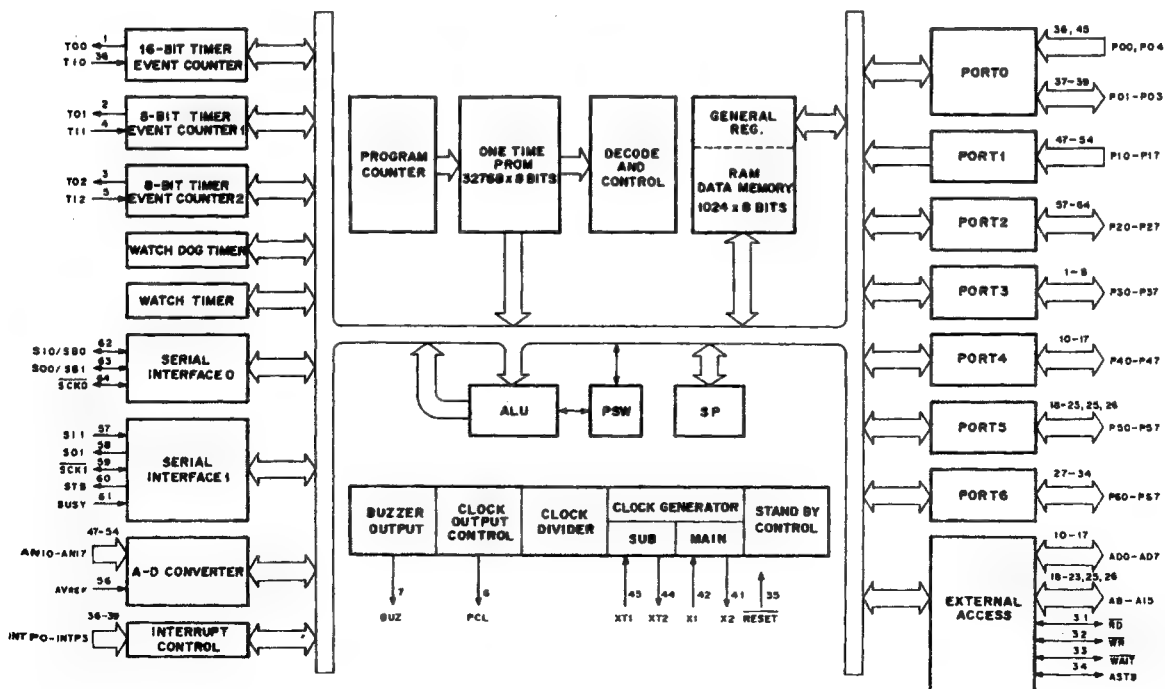 1
TO0
36
TI0
16-BIT TIMER
EVENT COUNTER
2
TO1
4
TI1
8-BIT TIMER
EVENT COUNTER1
3
TO2
5
TI2
8-BIT TIMER
EVENT COUNTER2
WATCH DOG TIMER
WATCH TIMER
62
SI0/SB0
63
SO0/SB1
64
SCK0
SERIAL
INTERFACE0
57
SI1
58
SO1
59
SCK1
60
STB
61
BUSY
SERIAL
INTERFACE1
47-54
ANI0-ANI7
56
AVREF
A-D CONVERTER
36-39
INTP0-INTP3
INTERRUPT
CONTROL
PROGRAM
COUNTER
ONE TIME
PROM
32768 x 8 BITS
DECODE
AND
CONTROL
GENERAL
REG.
RAM
DATA MEMORY
1024 x 8 BITS
ALU
PSW
SP
BUZZER
OUTPUT
CLOCK
OUTPUT
CONTROL
CLOCK
DIVIDER
CLOCK GENERATOR
SUB
MAIN
STAND BY
CONTROL
7
BUZ
6
PCL
45
XT1
44
XT2
42
X1
41
X2
35
RESET
PORT0
36, 45
P00, P04
37-39
P01-P03
PORT1
47-54
P10-P17
PORT2
57-64
P20-P27
PORT3
1-8
P30-P37
PORT4
10-17
P40-P47
PORT5
18-23, 25, 26
P50-P57
PORT6
27-34
P60-P67
EXTERNAL
ACCESS
10-17
AD0-AD7
18-23, 25, 26
A8-A15
31
RD
32
WR
33
WAIT
34
ASTB